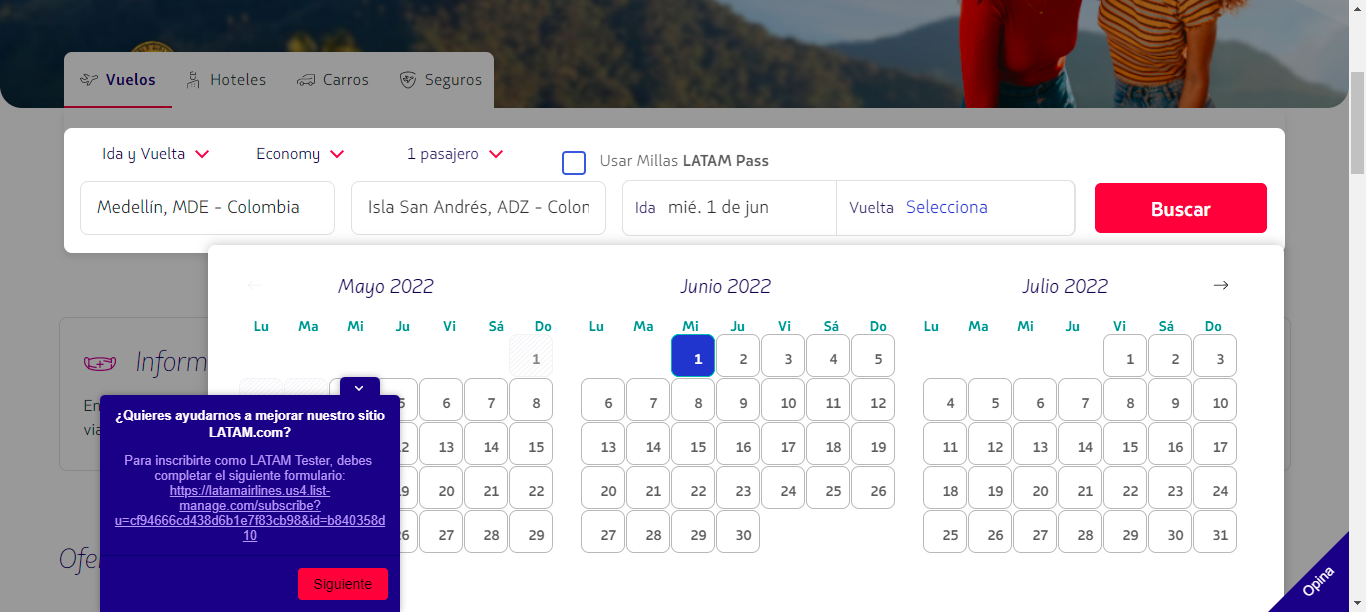 Vuelos Hoteles Carros Seguros
Ida y Vuelta Economy 1 pasajero Usar Millas LATAM Pass
Medellín, MDE - Colombia Isla San Andrés, ADZ - Colon Ida mié. 1 de jun Vuelta Selecciona Buscar
Mayo 2022 Junio 2022 Julio 2022
Lu Ma Mi Ju Vi Sá Do Lu Ma Mi Ju Vi Sá Do Lu Ma Mi Ju Vi Sá Do
1 1 2 3 4 5 1 2 3
Inform
6 7 8 6 7 8 9 10 11 12 4 5 6 7 8 9 10
13 14 15 13 14 15 16 17 18 19 11 12 13 14 15 16 17
20 21 22 20 21 22 23 24 25 26 18 19 20 21 22 23 24
27 28 29 27 28 29 30 25 26 27 28 29 30 31
En
via
Ofe
¿Quieres ayudarnos a mejorar nuestro sitio
LATAM.com?
Para inscribirte como LATAM Tester, debes
completar el siguiente formulario:
https://latamairlines.us4.list-
manage.com/subscribe?
u=cf94666cd438d6b1e7f83cb98&id=b840358d
10
Siguiente
Opina